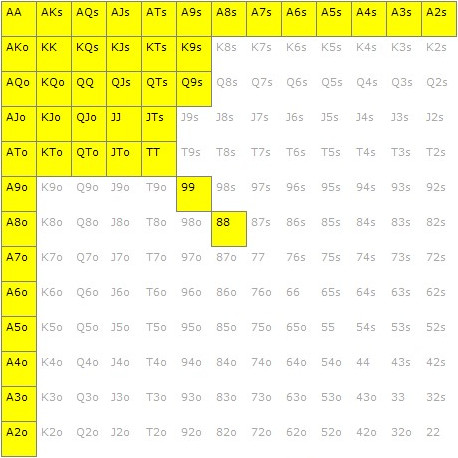 AA AKs AQs AJs ATs A9s A8s A7s A6s A5s A4s A3s A2s
AKo KK KQs KJs KTs K9s K8s K7s K6s K5s K4s K3s K2s
AQo KQo QQ QJs QTs Q9s Q8s Q7s Q6s Q5s Q4s Q3s Q2s
AJo KJo QJo JJ JTs J9s J8s J7s J6s J5s J4s J3s J2s
ATo KTo QTo JTo TT T9s T8s T7s T6s T5s T4s T3s T2s
A9o K9o Q9o J9o T9o 99 98s 97s 96s 95s 94s 93s 92s
A8o K8o Q8o J8o T8o 98o 88 87s 86s 85s 84s 83s 82s
A7o K7o Q7o J7o T7o 97o 87o 77 76s 75s 74s 73s 72s
A6o K6o Q6o J6o T6o 96o 86o 76o 66 65s 64s 63s 62s
A5o K5o Q5o J5o T5o 95o 85o 75o 65o 55 54s 53s 52s
A4o K4o Q4o J4o T4o 94o 84o 74o 64o 54o 44 43s 42s
A3o K3o Q3o J3o T3o 93o 83o 73o 63o 53o 43o 33 32s
A2o K2o Q2o J2o T2o 92o 82o 72o 62o 52o 42o 32o 22